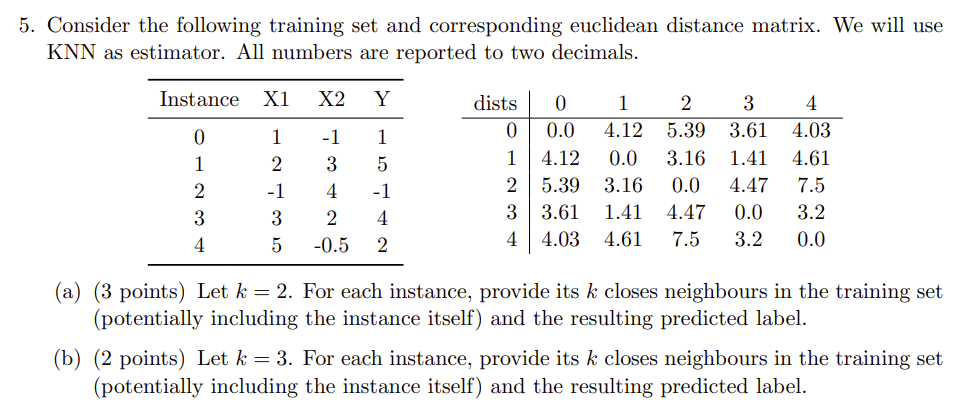 5. Consider the following training set and corresponding euclidean distance matrix. We will use
KNN as estimator. All numbers are reported to two decimals.
Instance X1 X2 Y
0 1 -1 1
1 2 3 5
2 -1 4 -1
3 3 2 4
4 5 -0.5 2
dists 0 1 2 3 4
0 0.0 4.12 5.39 3.61 4.03
1 4.12 0.0 3.16 1.41 4.61
2 5.39 3.16 0.0 4.47 7.5
3 3.61 1.41 4.47 0.0 3.2
4 4.03 4.61 7.5 3.2 0.0
(a) (3 points) Let k = 2. For each instance, provide its k closes neighbours in the training set
(potentially including the instance itself) and the resulting predicted label.
(b) (2 points) Let k = 3. For each instance, provide its k closes neighbours in the training set
(potentially including the instance itself) and the resulting predicted label.